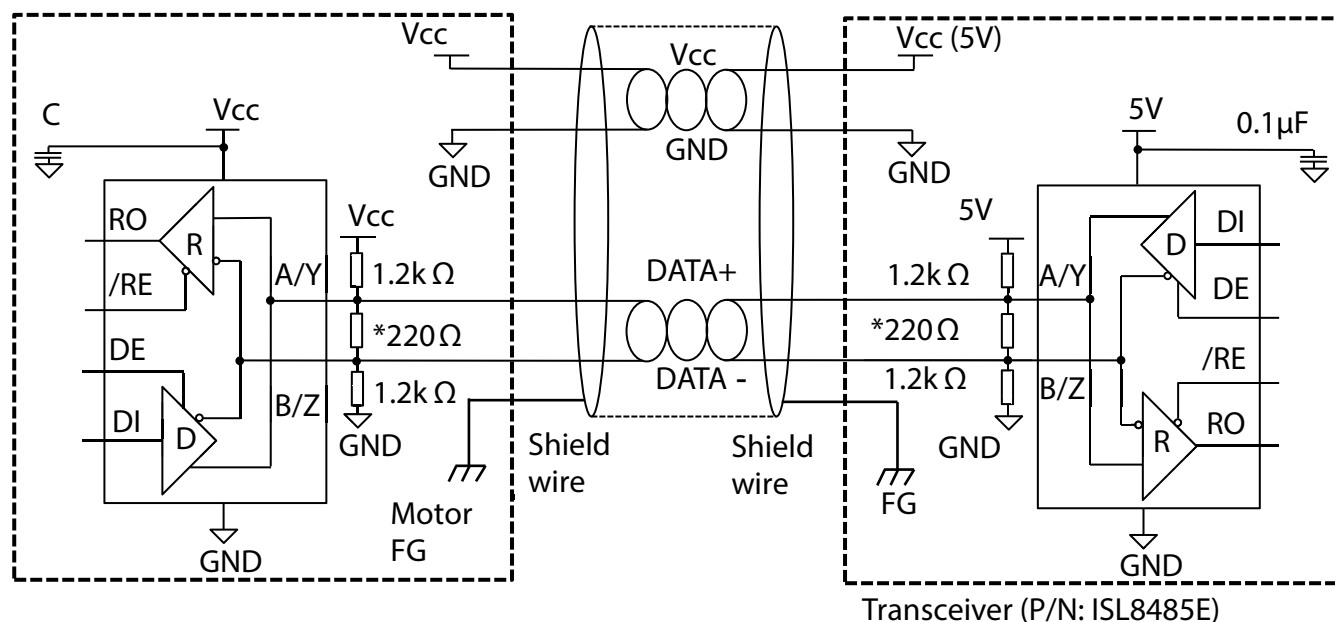 Vcc
Vcc
Vcc (5V)
C
Vcc
5V
0.1µF
GND
GND
GND
RO
R
/RE
DE
DI
D
A/Y
B/Z
GND
Vcc
1.2k Ω
*220 Ω
1.2k Ω
GND
DATA+
DATA -
Motor
FG
Shield
wire
Shield
wire
FG
5V
1.2k Ω
*220 Ω
1.2k Ω
GND
A/Y
B/Z
D
DI
DE
/RE
R
RO
GND
Transceiver (P/N: ISL8485E)